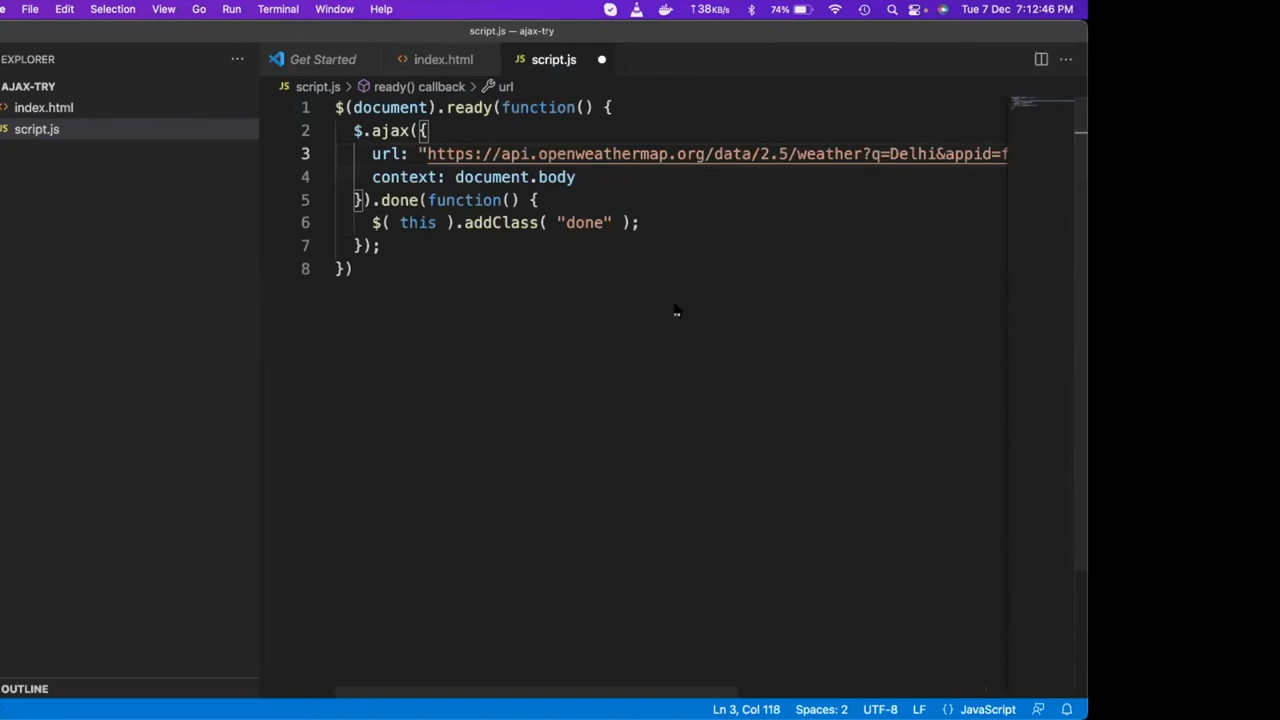 File Edit Selection View Go Run Terminal Window Help ↑38KB/s 74% Tue 7 Dec 7:12:46 PM
script.js — ajax-try
EXPLORER ··· Get Started <> index.html JS script.js ●
AJAX-TRY JS script.js > ready() callback > url
<> index.html
JS script.js
1 $(document).ready(function() {
2 $.ajax({
3 url: "https://api.openweathermap.org/data/2.5/weather?q=Delhi&appid=f
4 context: document.body
5 }).done(function() {
6 $( this ).addClass( "done" );
7 });
8 })
OUTLINE
Ln 3, Col 118 Spaces: 2 UTF-8 LF {} JavaScript